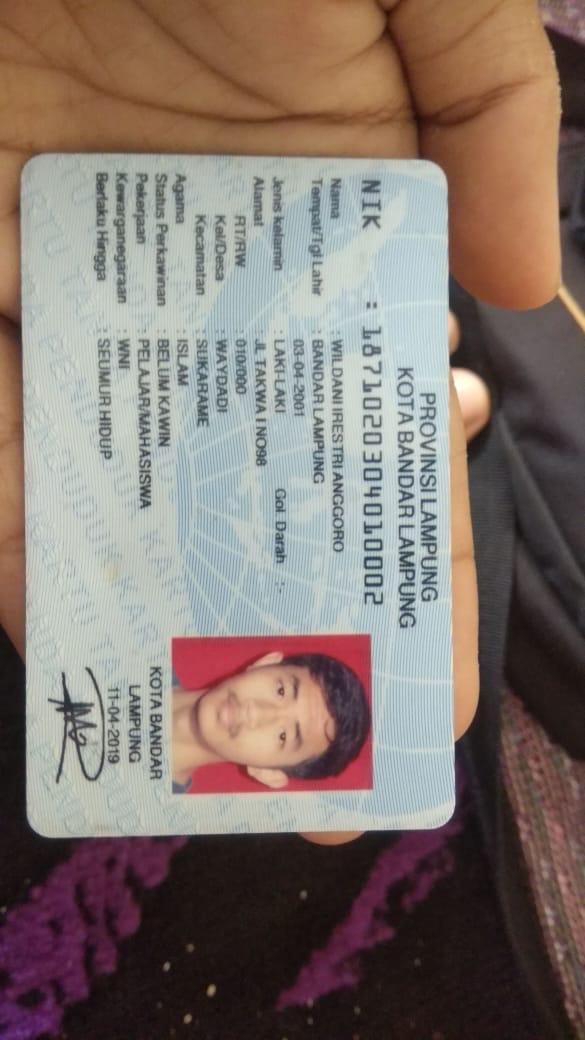 PROVINSI LAMPUNG
KOTA BANDAR LAMPUNG
NIK : 1871020304010002
Nama : WILDANI IRES TRI ANGGORO
Tempat/Tgl Lahir : BANDAR LAMPUNG
03-04-2001
Jenis kelamin : LAKI-LAKI Gol. Darah :-
Alamat : JL TAKWA I NO98
RT/RW : 010/000
Kel/Desa : WAYDADI
Kecamatan : SUKARAME
Agama : ISLAM
Status Perkawinan : BELUM KAWIN
Pekerjaan : PELAJAR/MAHASISWA
Kewarganegaraan : WNI
Berlaku Hingga : SEUMUR HIDUP
KOTA BANDAR
LAMPUNG
11-04-2019